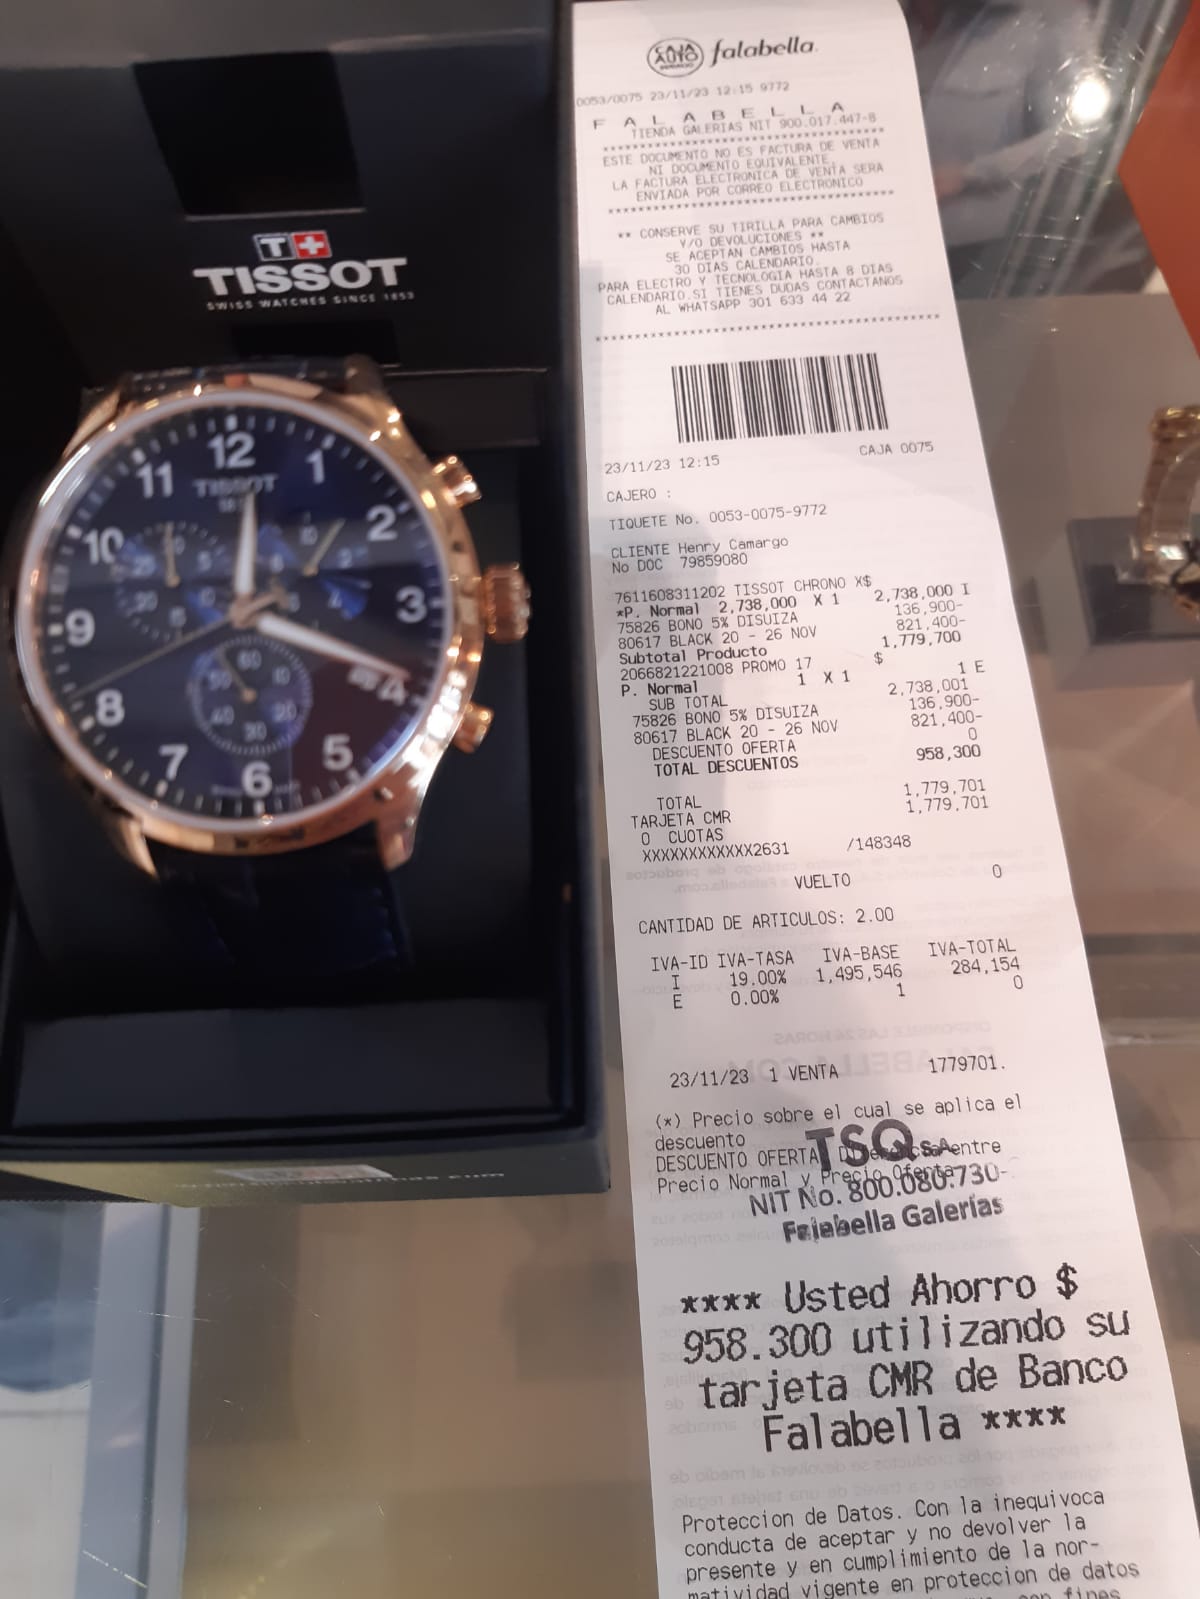 T+
TISSOT
SWISS WATCHES SINCE 1853
12
1
2
3
4
5
6
7
8
9
10
11
TISSOT
60
10
20
30
40
50
CAJA AUTO
falabella.
0053/0075 23/11/23 12:15 9772
F A L A B E L L A
TIENDA GALERIAS NIT 900.017.447-8
************************************
ESTE DOCUMENTO NO ES FACTURA DE VENTA
NI DOCUMENTO EQUIVALENTE,
LA FACTURA ELECTRONICA DE VENTA SERA
ENVIADA POR CORREO ELECTRONICO
************************************
** CONSERVE SU TIRILLA PARA CAMBIOS
Y/O DEVOLUCIONES **
SE ACEPTAN CAMBIOS HASTA
30 DIAS CALENDARIO.
PARA ELECTRO Y TECNOLOGIA HASTA 8 DIAS
CALENDARIO.SI TIENES DUDAS CONTACTANOS
AL WHATSAPP 301 633 44 22
************************************
23/11/23 12:15 CAJA 0075
CAJERO :
TIQUETE No. 0053-0075-9772
CLIENTE Henry Camargo
No DOC 79859080
7611608311202 TISSOT CHRONO X$
*P. Normal 2,738,000 X 1 2,738,000 I
75826 BONO 5% DISUIZA 136,900-
80617 BLACK 20 - 26 NOV 821,400-
Subtotal Producto 1,779,700
2066821221008 PROMO 17 $
P. Normal 1 X 1 1 E
SUB TOTAL 2,738,001
75826 BONO 5% DISUIZA 136,900-
80617 BLACK 20 - 26 NOV 821,400-
DESCUENTO OFERTA 0
TOTAL DESCUENTOS 958,300
TOTAL 1,779,701
TARJETA CMR 1,779,701
0 CUOTAS
XXXXXXXXXXXX2631 /148348
VUELTO 0
CANTIDAD DE ARTICULOS: 2.00
IVA-ID IVA-TASA IVA-BASE IVA-TOTAL
I 19.00% 1,495,546 284,154
E 0.00% 1 0
23/11/23 1 VENTA 1779701.
(*) Precio sobre el cual se aplica el
descuento
DESCUENTO OFERTA: Diferencia entre
Precio Normal y Precio Oferta
TSQ S.A
NIT No. 800.080.730-
Falabella Galerías
**** Usted Ahorro $
958.300 utilizando su
tarjeta CMR de Banco
Falabella ****
Proteccion de Datos. Con la inequivoca
conducta de aceptar y no devolver la
presente y en cumplimiento de la nor-
matividad vigente en proteccion de datos
fines